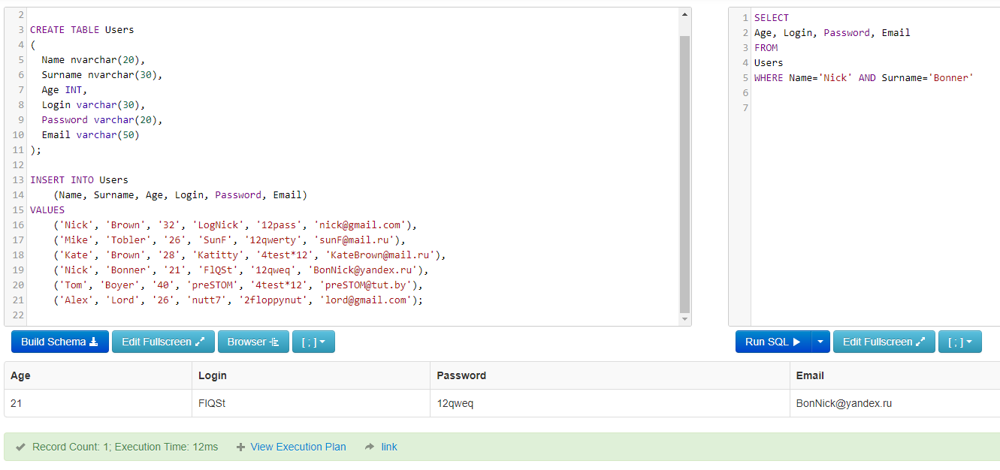 2
3 CREATE TABLE Users
4 (
5 Name nvarchar(20),
6 Surname nvarchar(30),
7 Age INT,
8 Login varchar(30),
9 Password varchar(20),
10 Email varchar(50)
11 );
12
13 INSERT INTO Users
14 (Name, Surname, Age, Login, Password, Email)
15 VALUES
16 ('Nick', 'Brown', '32', 'LogNick', '12pass', 'nick@gmail.com'),
17 ('Mike', 'Tobler', '26', 'SunF', '12qwerty', 'sunF@mail.ru'),
18 ('Kate', 'Brown', '28', 'Katitty', '4test*12', 'KateBrown@mail.ru'),
19 ('Nick', 'Bonner', '21', 'FlQSt', '12qweq', 'BonNick@yandex.ru'),
20 ('Tom', 'Boyer', '40', 'preSTOM', '4test*12', 'preSTOM@tut.by'),
21 ('Alex', 'Lord', '26', 'nutt7', '2floppynut', 'lord@gmail.com');
22
1 SELECT
2 Age, Login, Password, Email
3 FROM
4 Users
5 WHERE Name='Nick' AND Surname='Bonner'
6
7
Build Schema Edit Fullscreen Browser [ ; ]
Run SQL Edit Fullscreen [ ; ]
Age Login Password Email
21 FlQSt 12qweq BonNick@yandex.ru
Record Count: 1; Execution Time: 12ms View Execution Plan link